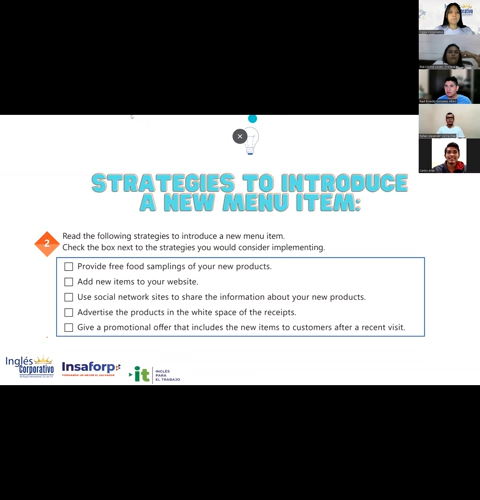 STRATEGIES TO INTRODUCE
A NEW MENU ITEM:
2
Read the following strategies to introduce a new menu item.
Check the box next to the strategies you would consider implementing.
Provide free food samplings of your new products.
Add new items to your website.
Use social network sites to share the information about your new products.
Advertise the products in the white space of the receipts.
Give a promotional offer that includes the new items to customers after a recent visit.
Inglés
Corporativo
Insaforp
it
INGLÉS
PARA
EL TRABAJO